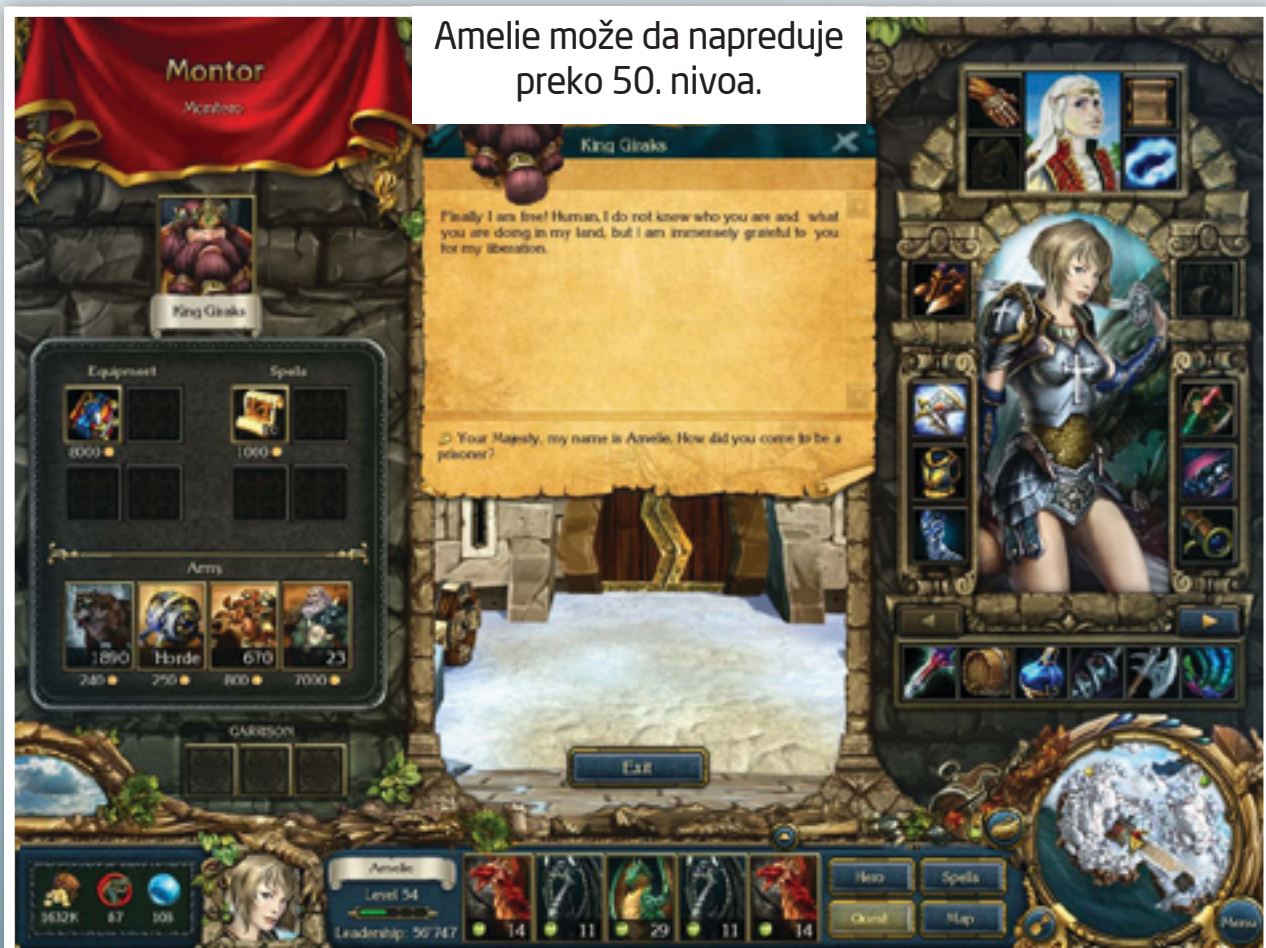 Amelie može da napreduje
preko 50. nivoa.
Montor
Montero
King Giraks
Equipment
Spells
8000
1000
Army
1890
Horde
670
23
240
250
800
7000
GARRISON
King Giraks
Finally I am free! Human, I do not know who you are and what
you are doing in my land, but I am immensely grateful to you
for my liberation.
Your Majesty, my name is Amelie. How did you come to be a
prisoner?
Exit
1632K
87
108
Amelie
Level 54
Leadership: 56'747
14
11
29
11
14
Hero
Spells
Quest
Map
Menu